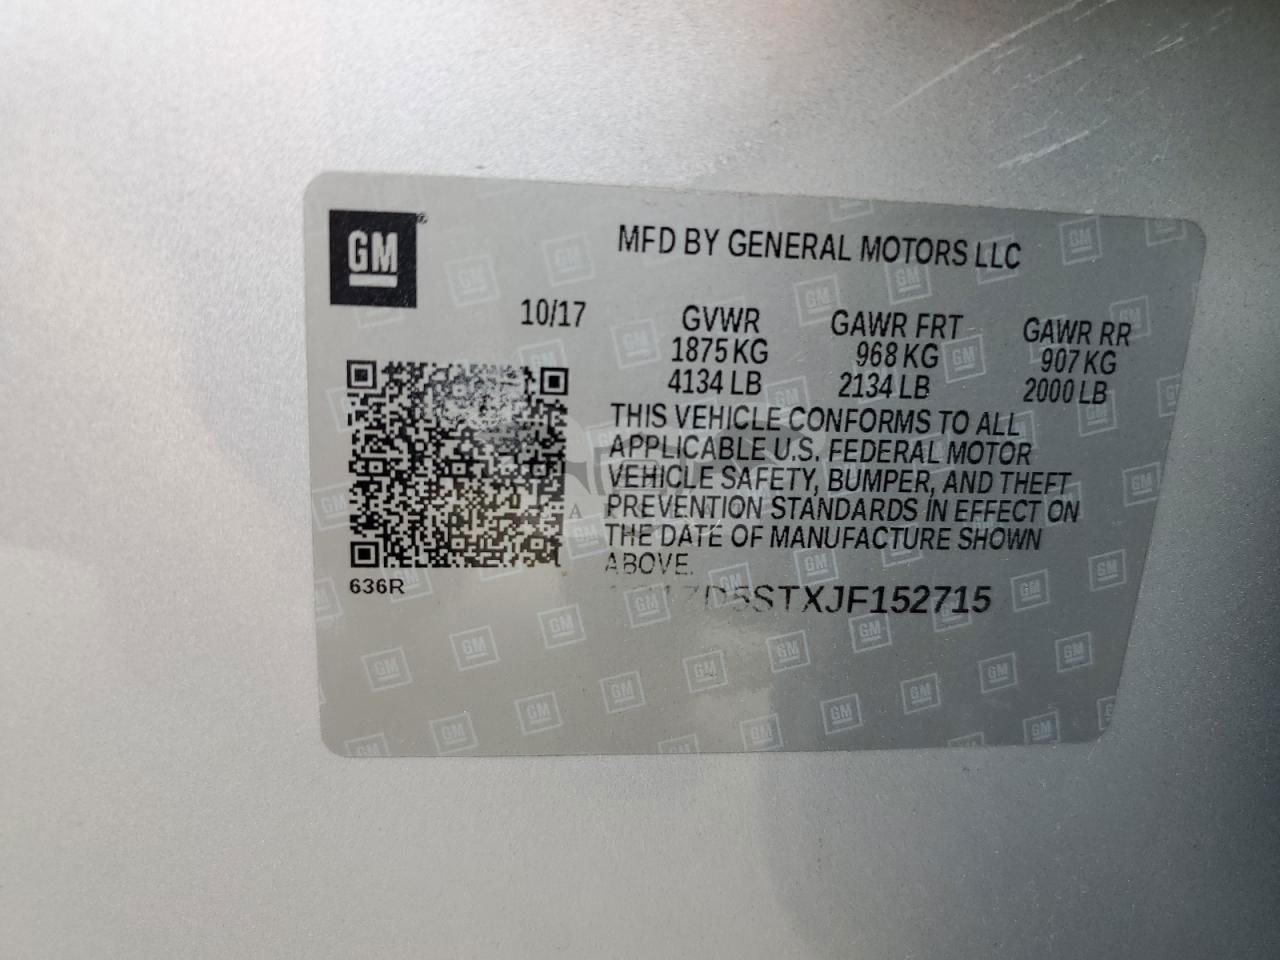 GM
MFD BY GENERAL MOTORS LLC
10/17
GVWR GAWR FRT GAWR RR
1875 KG 968 KG 907 KG
4134 LB 2134 LB 2000 LB
THIS VEHICLE CONFORMS TO ALL
APPLICABLE U.S. FEDERAL MOTOR
VEHICLE SAFETY, BUMPER, AND THEFT
PREVENTION STANDARDS IN EFFECT ON
THE DATE OF MANUFACTURE SHOWN
ABOVE.
636R